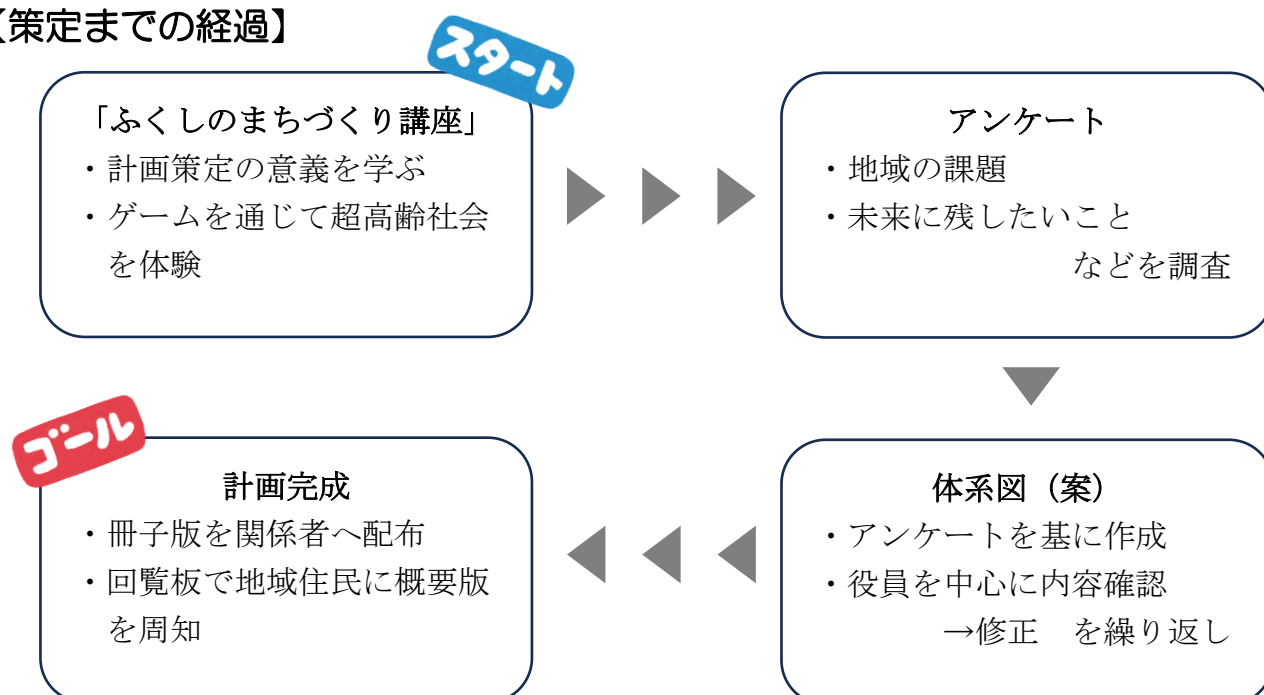 【策定までの経過】
スタート
「ふくしのまちづくり講座」
・計画策定の意義を学ぶ
・ゲームを通じて超高齢社会
を体験
アンケート
・地域の課題
・未来に残したいこと
などを調査
体系図（案）
・アンケートを基に作成
・役員を中心に内容確認
→修正　を繰り返し
ゴール
計画完成
・冊子版を関係者へ配布
・回覧板で地域住民に概要版
を周知